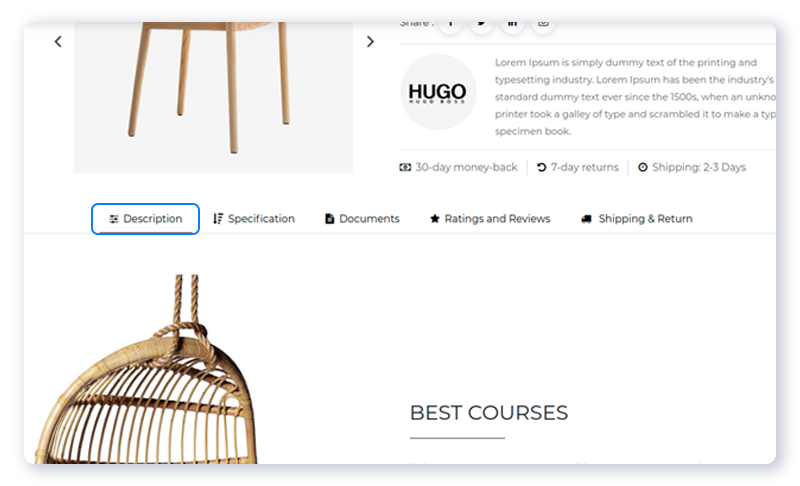 Share :
Lorem Ipsum is simply dummy text of the printing and
typesetting industry. Lorem Ipsum has been the industry's
standard dummy text ever since the 1500s, when an
printer took a galley of type and scrambled it to make a
specimen book.
HUGO
HUGO BOSS
30-day money-back
7-day returns
Shipping: 2-3 Days
Description
Specification
Documents
Ratings and Reviews
Shipping & Return
BEST COURSES